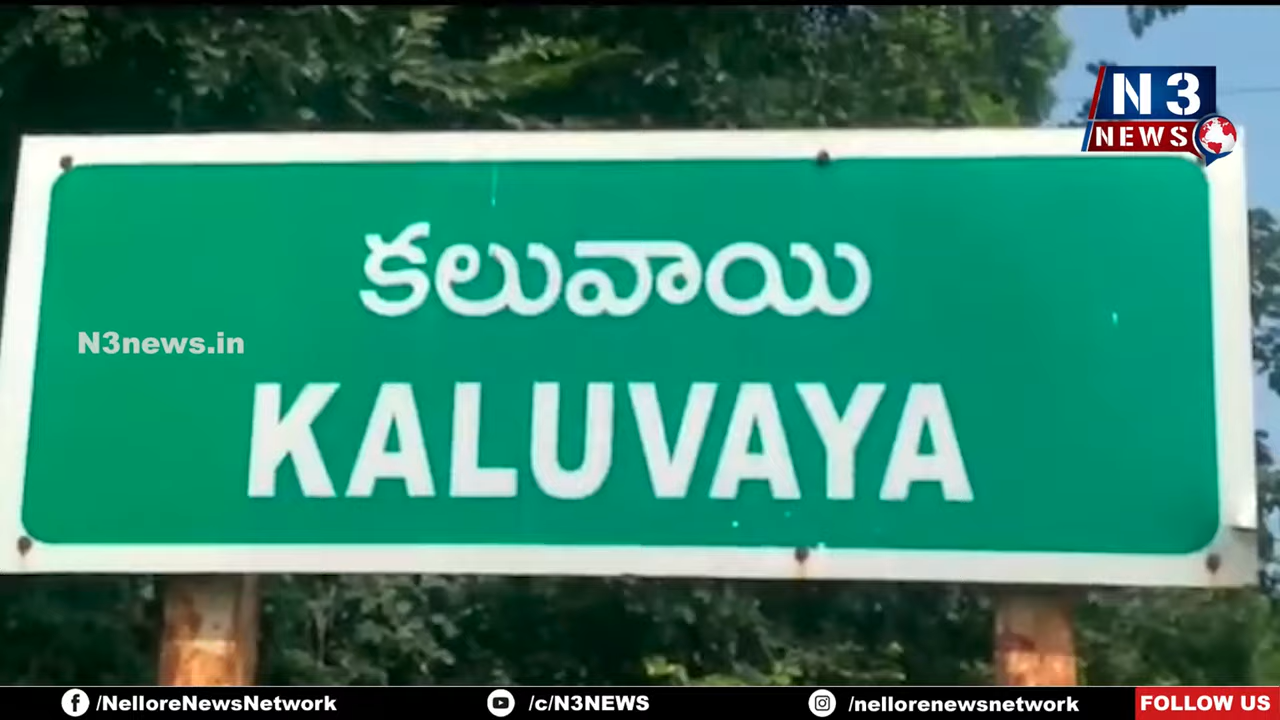 N3
NEWS
కలువాయి
N3news.in
KALUVAYA
/NelloreNewsNetwork
/c/N3NEWS
/nellorenewsnetwork
FOLLOW US